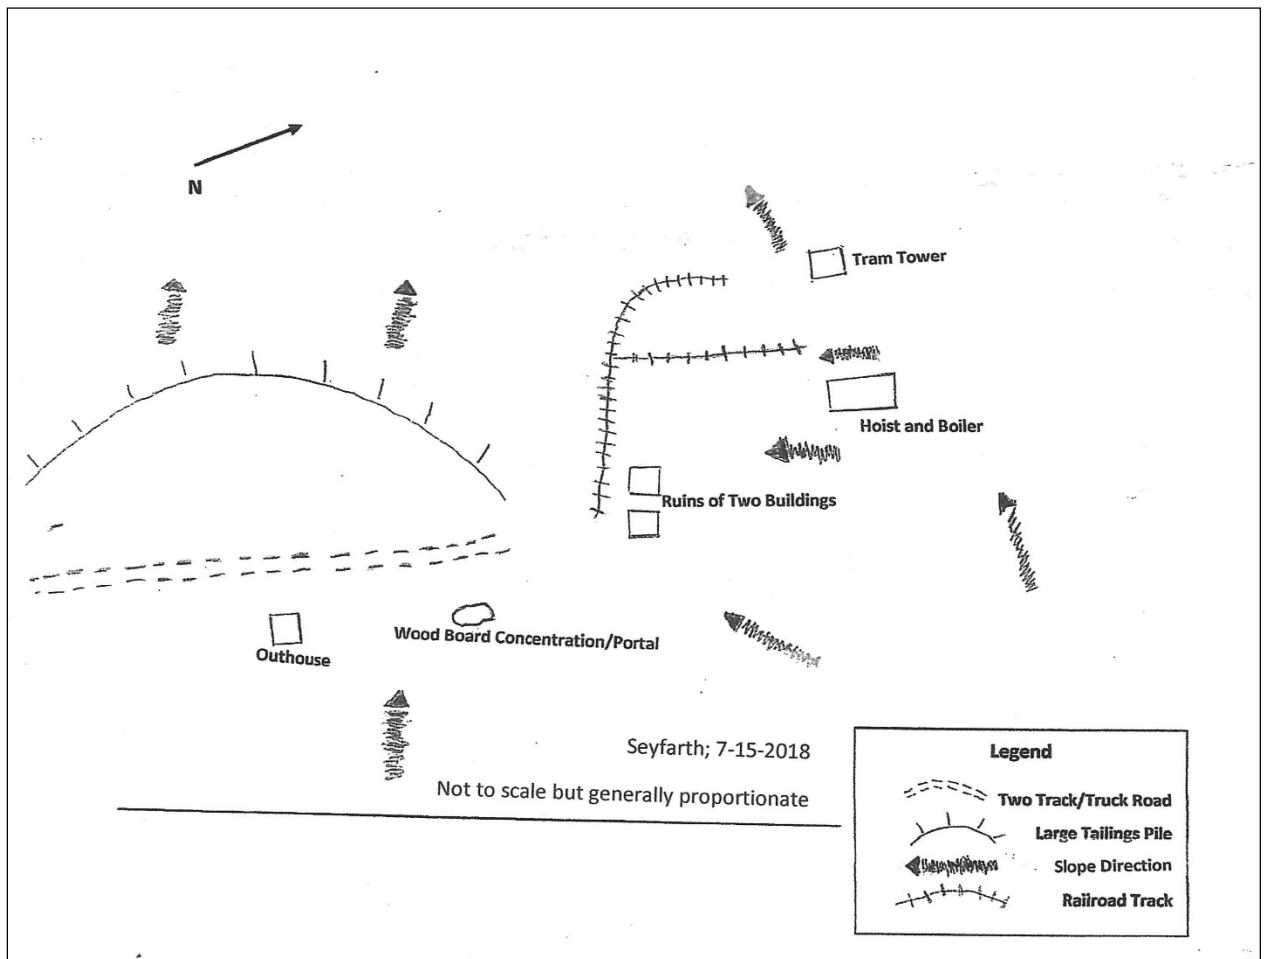 N
Tram Tower
Hoist and Boiler
Ruins of Two Buildings
Wood Board Concentration/Portal
Outhouse
Seyfarth; 7-15-2018
Not to scale but generally proportionate
Legend
Two Track/Truck Road
Large Tailings Pile
Slope Direction
Railroad Track